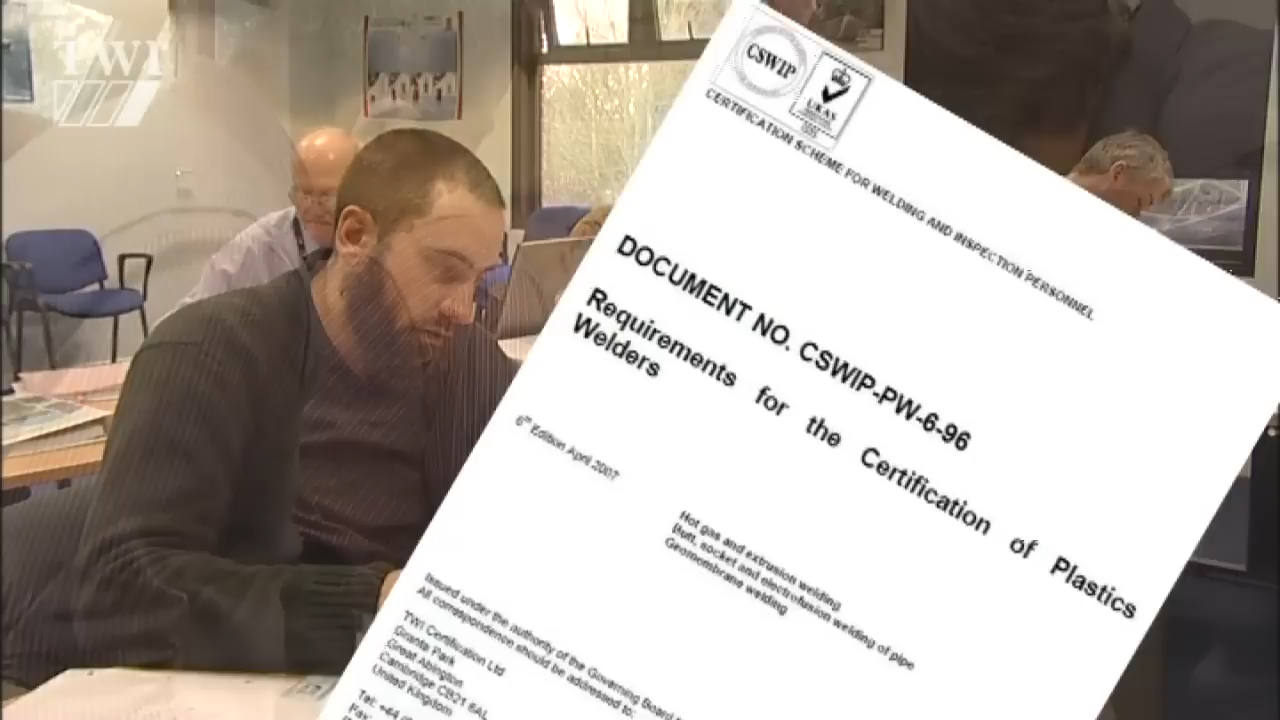 TWI
CSWIP
UKAS
CERTIFICATION SCHEME FOR WELDING AND INSPECTION PERSONNEL
DOCUMENT NO. CSWIP-PW-6-96
Requirements for the Certification of Plastics
Welders
6th Edition April 2007
Hot gas and extrusion welding
Butt, socket and electrofusion welding of pipe
Geomembrane welding
Issued under the authority of the Governing Board
All correspondence should be addressed to:
TWI Certification Ltd
Granta Park
Great Abington
Cambridge CB21 6AL
United Kingdom
Tel: +44
Fax: